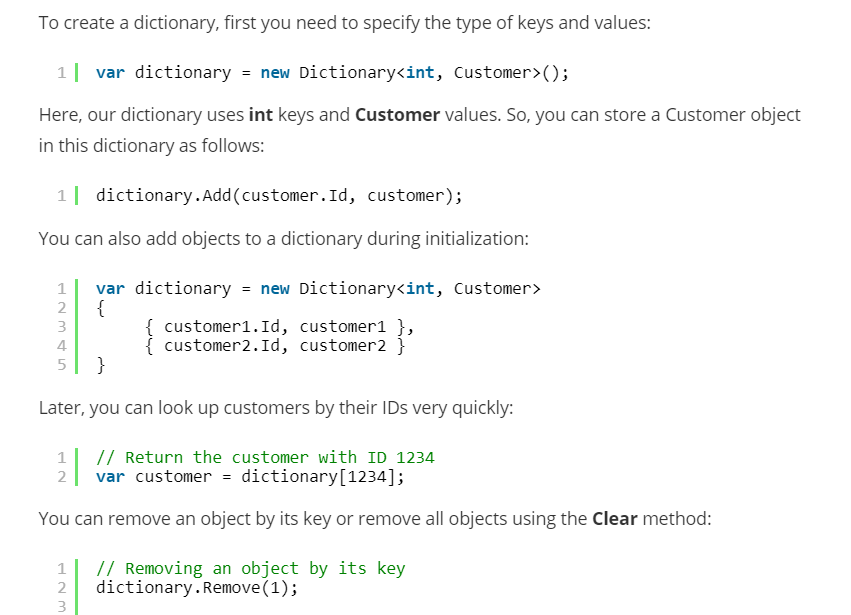 To create a dictionary, first you need to specify the type of keys and values:
1 var dictionary = new Dictionary<int, Customer>();
Here, our dictionary uses int keys and Customer values. So, you can store a Customer object
in this dictionary as follows:
1 dictionary.Add(customer.Id, customer);
You can also add objects to a dictionary during initialization:
1 var dictionary = new Dictionary<int, Customer>
2 {
3      { customer1.Id, customer1 },
4      { customer2.Id, customer2 }
5 }
Later, you can look up customers by their IDs very quickly:
1 // Return the customer with ID 1234
2 var customer = dictionary[1234];
You can remove an object by its key or remove all objects using the Clear method:
1 // Removing an object by its key
2 dictionary.Remove(1);
3